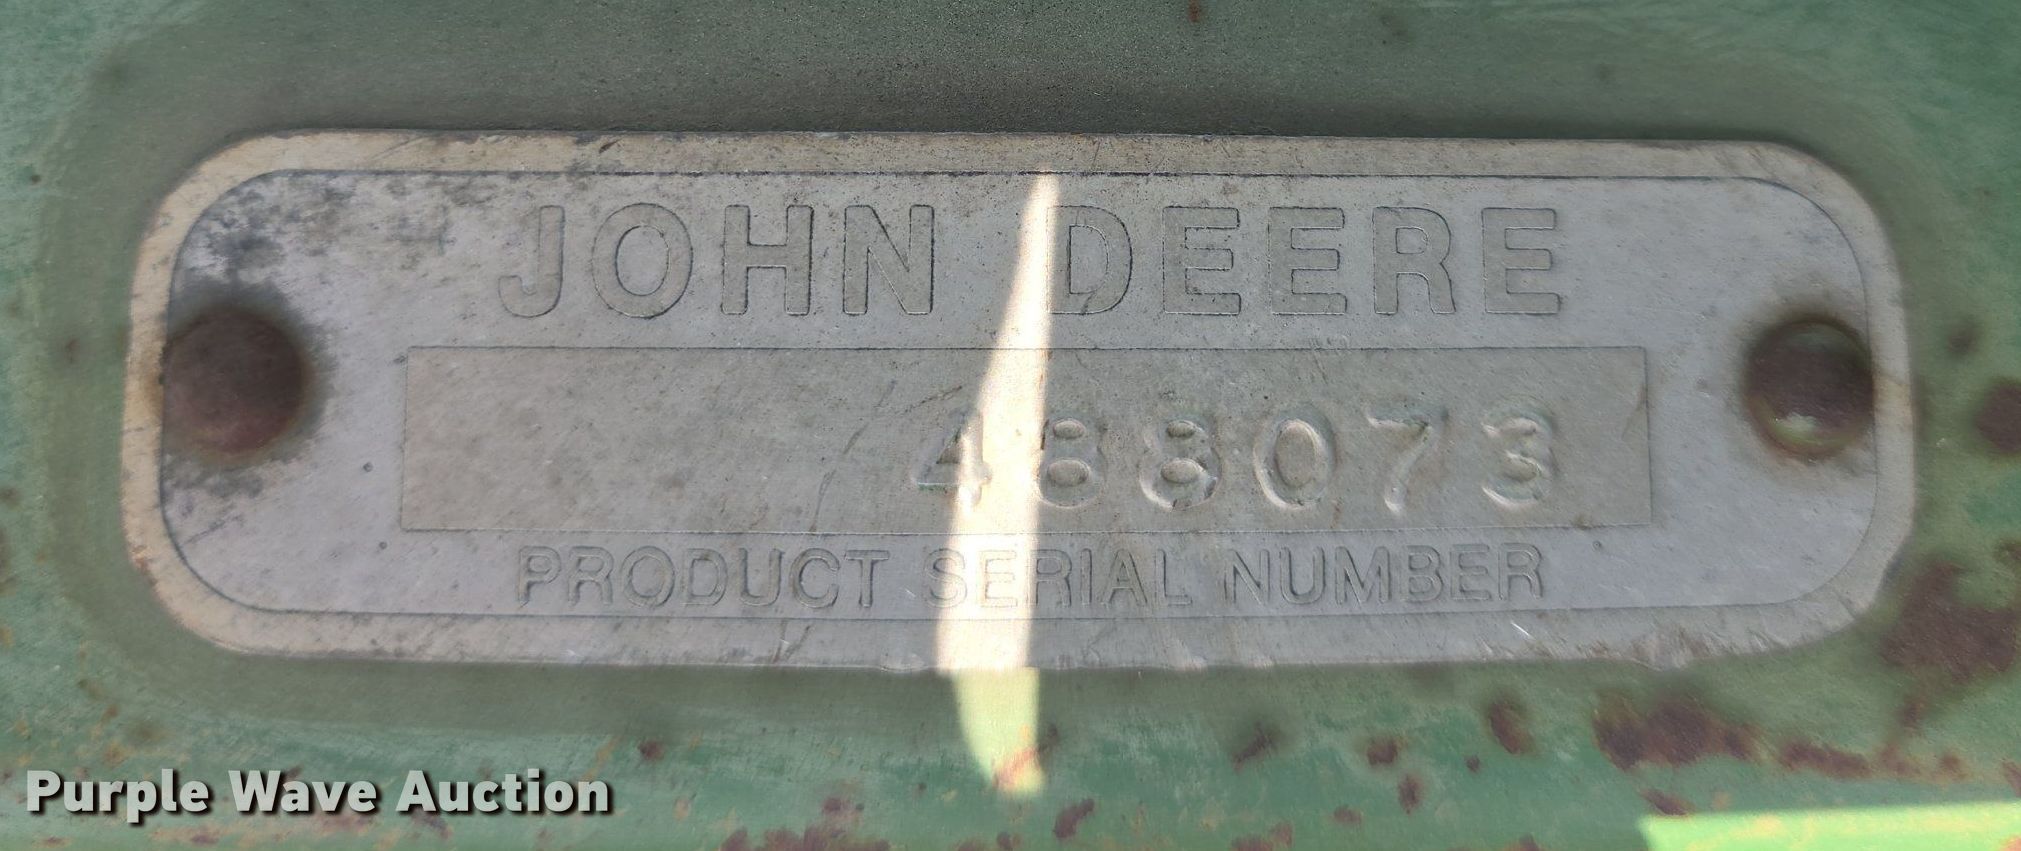 JOHN DEERE
488073
PRODUCT SERIAL NUMBER
Purple Wave Auction